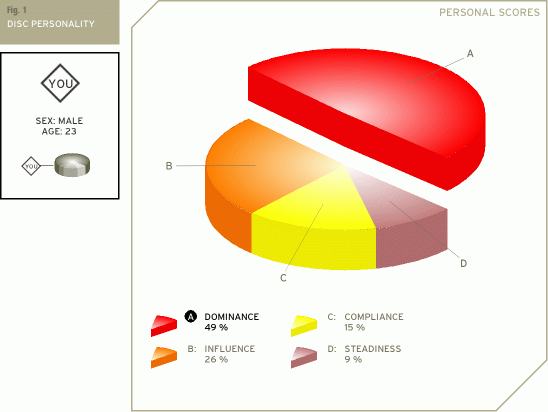 Fig. 1
DISC PERSONALITY
PERSONAL SCORES
YOU
SEX: MALE
AGE: 23
YOU
A
B
C
D
A DOMINANCE
49 %
C: COMPLIANCE
15 %
B: INFLUENCE
26 %
D: STEADINESS
9 %